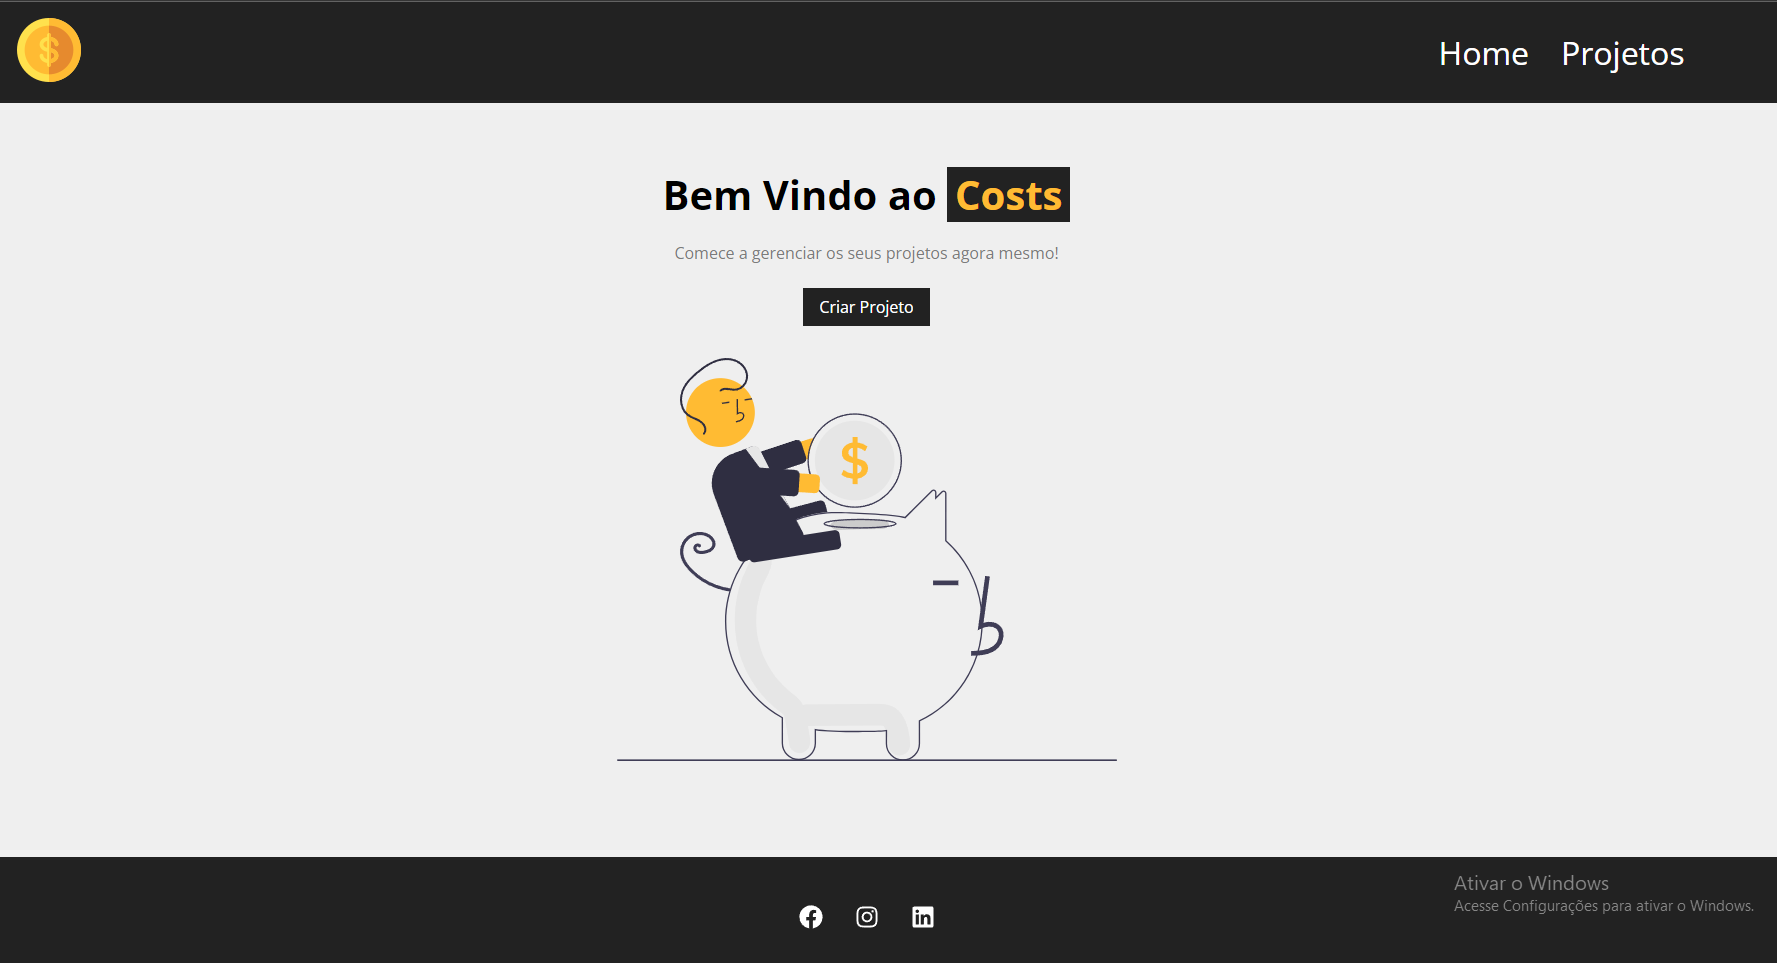 $
Home Projetos
Bem Vindo ao Costs
Comece a gerenciar os seus projetos agora mesmo!
Criar Projeto
$
Ativar o Windows
Acesse Configurações para ativar o Windows.
in